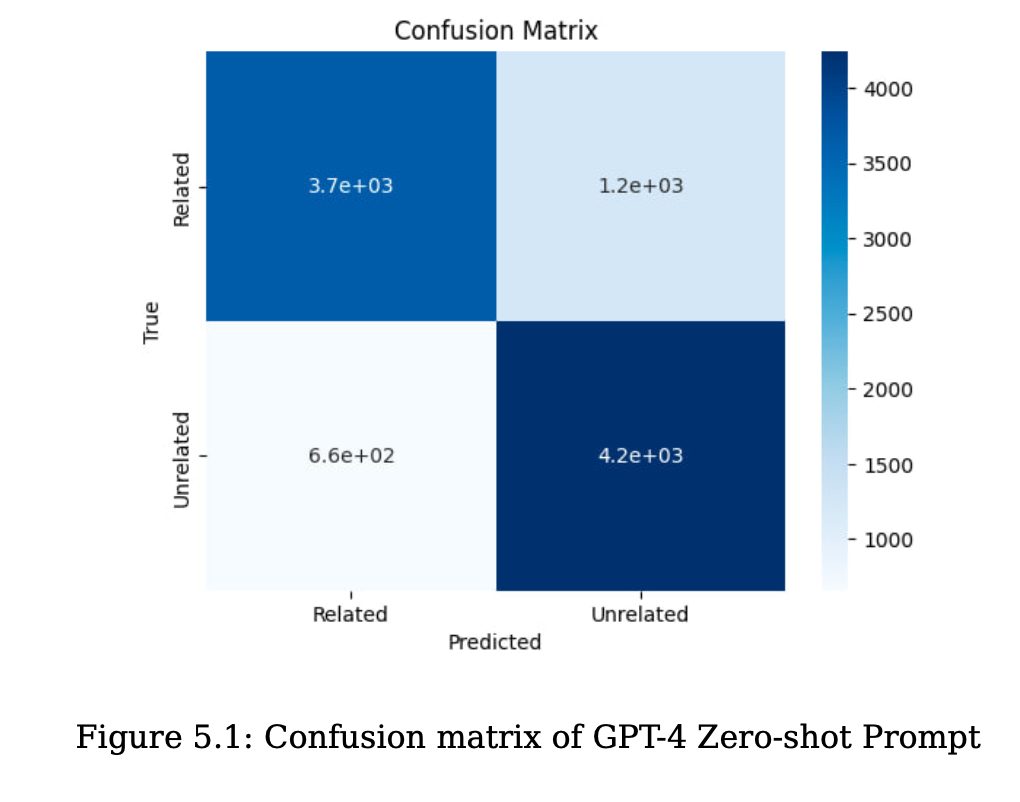 Confusion Matrix
Related
3.7e+03
1.2e+03
4000
3500
3000
2500
2000
1500
1000
True
Unrelated
6.6e+02
4.2e+03
Related
Unrelated
Predicted
Figure 5.1: Confusion matrix of GPT-4 Zero-shot Prompt